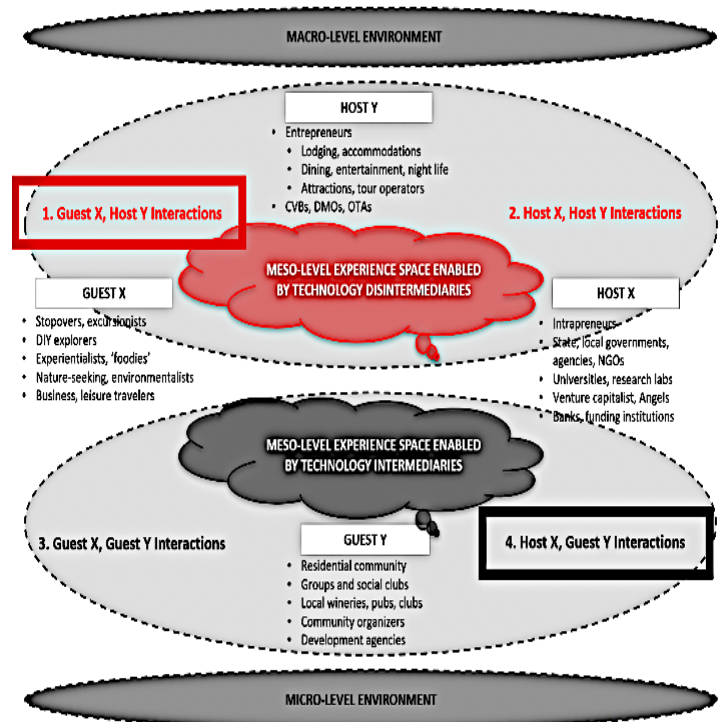 MACRO-LEVEL ENVIRONMENT
HOST Y
• Entrepreneurs
• Lodging, accommodations
• Dining, entertainment, night life
• Attractions, tour operators
• CVBs, DMOs, OTAs
1. Guest X, Host Y Interactions
2. Host X, Host Y Interactions
MESO-LEVEL EXPERIENCE SPACE ENABLED
BY TECHNOLOGY DISINTERMEDIARIES
GUEST X
• Stopovers, excursionists
• DIY explorers
• Experientialists, 'foodies'
• Nature-seeking, environmentalists
• Business, leisure travelers
HOST X
• Intrapreneurs
• State, local governments,
agencies, NGOs
• Universities, research labs
• Venture capitalist, Angels
• Banks, funding institutions
MESO-LEVEL EXPERIENCE SPACE ENABLED
BY TECHNOLOGY INTERMEDIARIES
3. Guest X, Guest Y Interactions
4. Host X, Guest Y Interactions
GUEST Y
• Residential community
• Groups and social clubs
• Local wineries, pubs, clubs
• Community organizers
• Development agencies
MICRO-LEVEL ENVIRONMENT